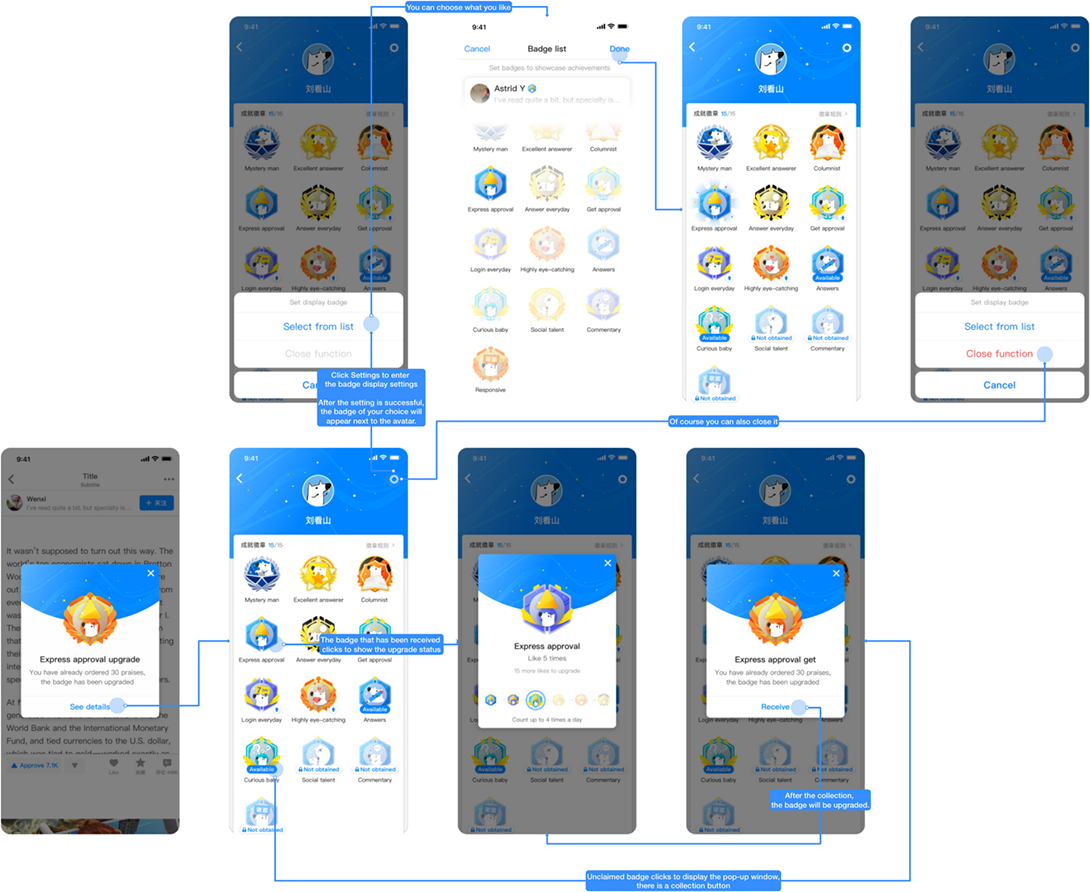 You can choose what you like
9:41
刘看山
成就徽章 15/15
徽章规则 >
Mystery man
Excellent answerer
Columnist
Express approval
Answer everyday
Get approval
Login everyday
Highly eye-catching
Available
Answers
Set display badge
Select from list
Close function
9:41
Cancel
Badge list
Done
Set badges to showcase achievements
Astrid Y
I've read quite a bit, but specialty is...
Mystery man
Excellent answerer
Columnist
Express approval
Answer everyday
Get approval
Login everyday
Highly eye-catching
Answers
Curious baby
Social talent
Commentary
Responsive
9:41
刘看山
成就徽章 15/15
徽章规则 >
Mystery man
Excellent answerer
Columnist
Express approval
Answer everyday
Get approval
Login everyday
Highly eye-catching
Available
Answers
Available
Not obtained
Not obtained
Curious baby
Social talent
Commentary
Not obtained
9:41
刘看山
成就徽章 15/15
徽章规则 >
Mystery man
Excellent answerer
Columnist
Express approval
Answer everyday
Get approval
Login everyday
Highly eye-catching
Available
Answers
Set display badge
Select from list
Close function
Cancel
Click Settings to enter
the badge display settings
After the setting is successful,
the badge of your choice will
appear next to the avatar.
Of course you can also close it
9:41
Title
Subtitle
Wenxi
I've read quite a bit, but specialty is...
+ 关注
It wasn't supposed to turn out this way. The
Express approval upgrade
You have already ordered 30 praises,
the badge has been upgraded
See details
World Bank and the International Monetary
Fund, and tied currencies to the U.S. dollar,
Approve 7.1K
Like
收藏
9:41
刘看山
成就徽章 15/15
徽章规则 >
Mystery man
Excellent answerer
Columnist
Express approval
Answer everyday
Get approval
The badge that has been received
clicks to show the upgrade status
Login everyday
Highly eye-catching
Available
Answers
Available
Not obtained
Not obtained
Curious baby
Social talent
Commentary
Not obtained
9:41
刘看山
成就徽章 15/15
徽章规则 >
Express approval
Like 5 times
15 more likes to upgrade
Count up to 4 times a day
Available
Not obtained
Not obtained
Curious baby
Social talent
Commentary
Not obtained
9:41
刘看山
成就徽章 15/15
徽章规则 >
Express approval get
You have already ordered 30 praises,
the badge has been upgraded
Receive
Login everyday
Highly eye-catching
Answers
Available
Not obtained
Not obtained
Curious baby
Social talent
Commentary
Not obtained
After the collection,
the badge will be upgraded.
Unclaimed badge clicks to display the pop-up window,
there is a collection button